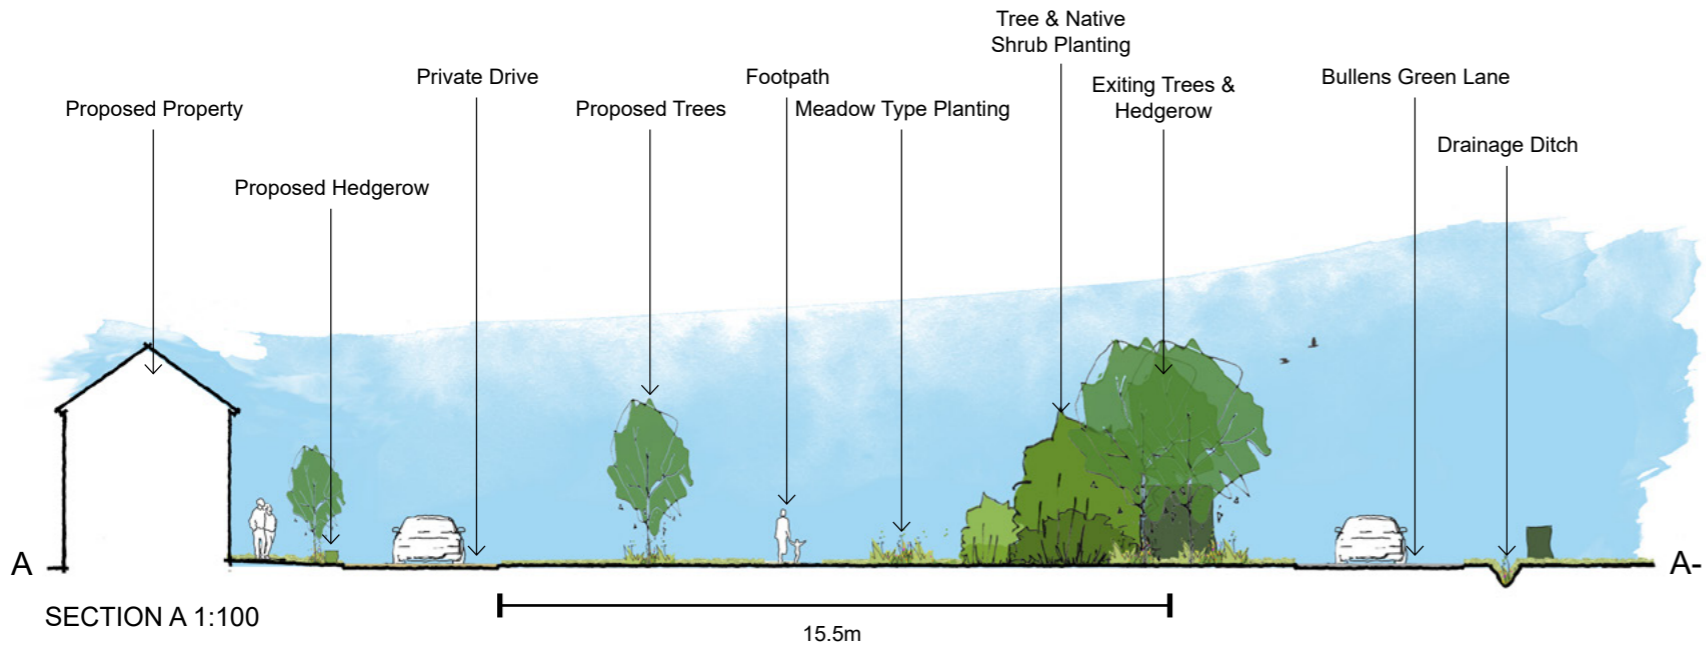 Tree & Native
Shrub Planting
Private Drive
Footpath
Exiting Trees &
Hedgerow
Bullens Green Lane
Proposed Property
Proposed Trees
Meadow Type Planting
Drainage Ditch
Proposed Hedgerow
A
A-
SECTION A 1:100
15.5m